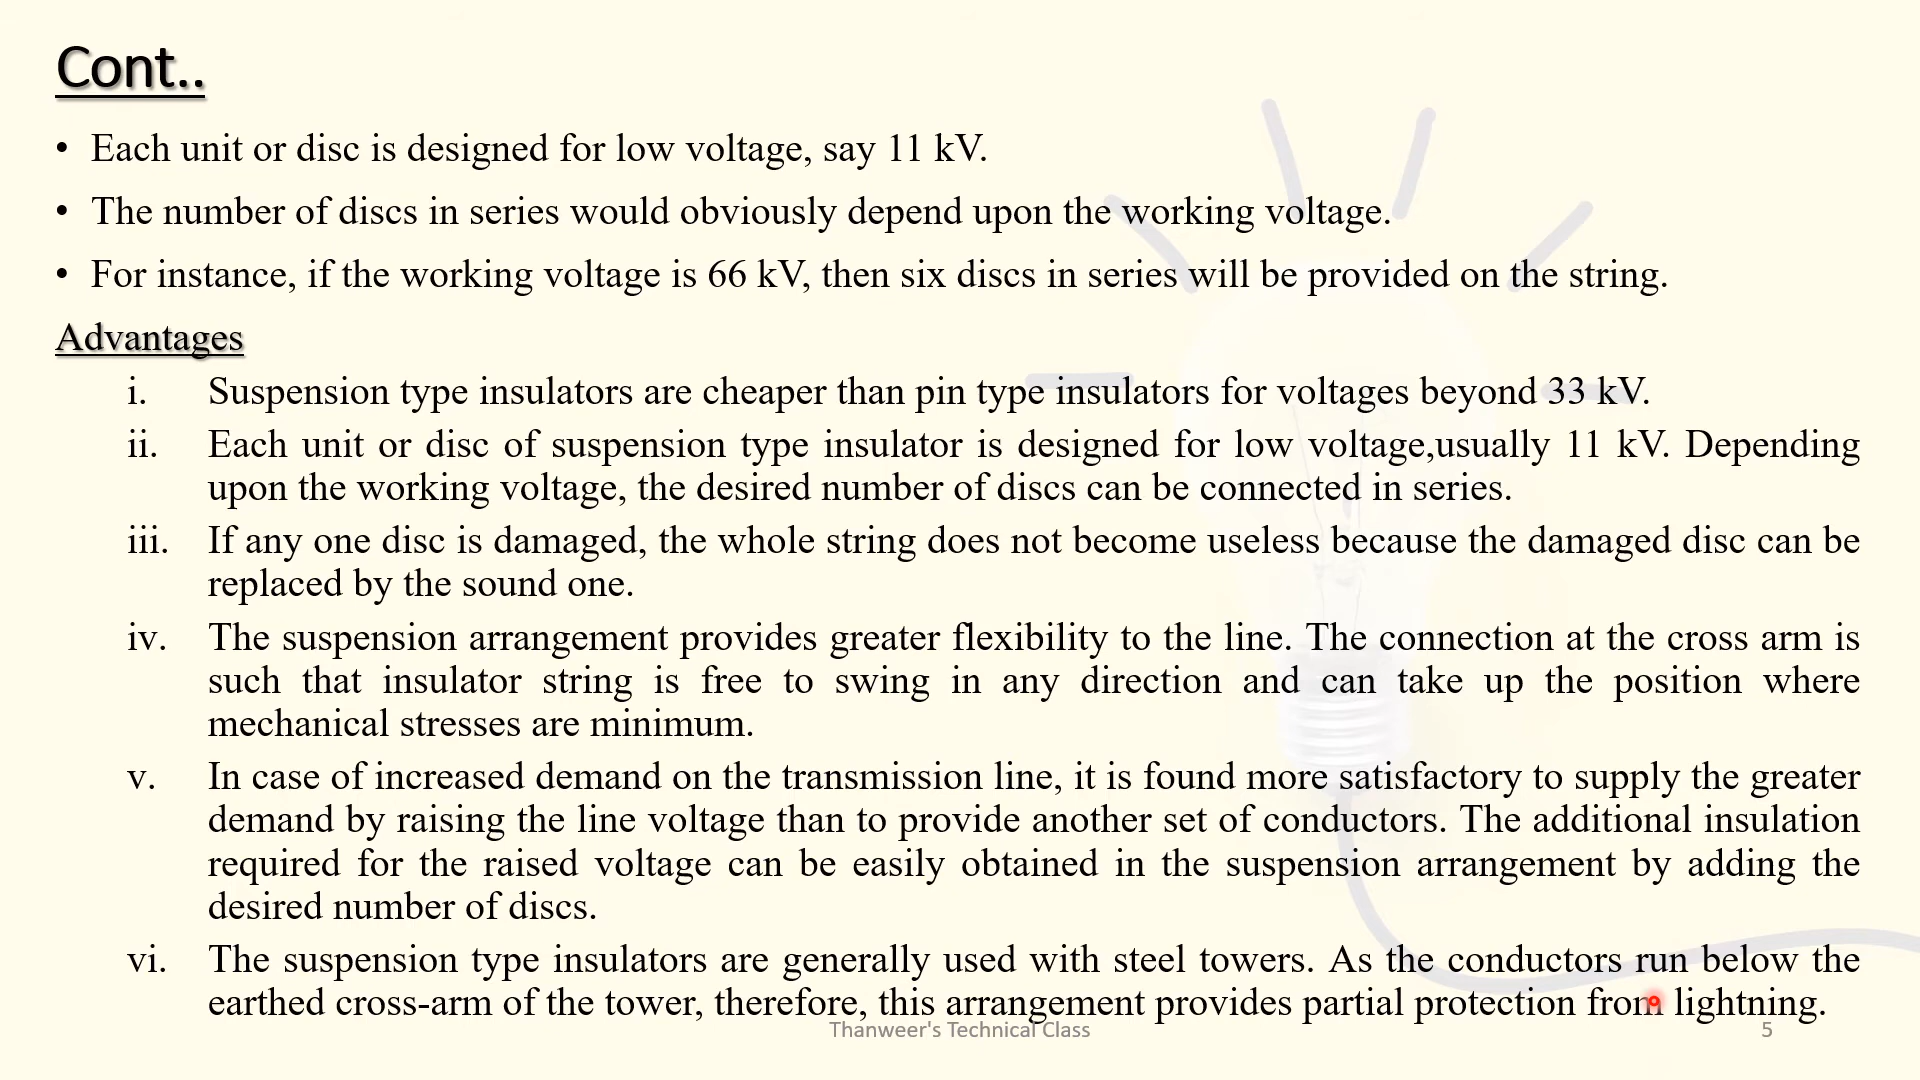 Cont..
• Each unit or disc is designed for low voltage, say 11 kV.
• The number of discs in series would obviously depend upon the working voltage.
• For instance, if the working voltage is 66 kV, then six discs in series will be provided on the string.
Advantages
i. Suspension type insulators are cheaper than pin type insulators for voltages beyond 33 kV.
ii. Each unit or disc of suspension type insulator is designed for low voltage,usually 11 kV. Depending
upon the working voltage, the desired number of discs can be connected in series.
iii. If any one disc is damaged, the whole string does not become useless because the damaged disc can be
replaced by the sound one.
iv. The suspension arrangement provides greater flexibility to the line. The connection at the cross arm is
such that insulator string is free to swing in any direction and can take up the position where
mechanical stresses are minimum.
v. In case of increased demand on the transmission line, it is found more satisfactory to supply the greater
demand by raising the line voltage than to provide another set of conductors. The additional insulation
required for the raised voltage can be easily obtained in the suspension arrangement by adding the
desired number of discs.
vi. The suspension type insulators are generally used with steel towers. As the conductors run below the
earthed cross-arm of the tower, therefore, this arrangement provides partial protection from lightning.
Thanweer's Technical Class
5